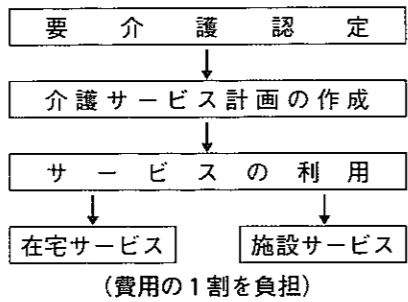 要介護認定
介護サービス計画の作成
サービスの利用
在宅サービス 施設サービス
(費用の1割を負担)